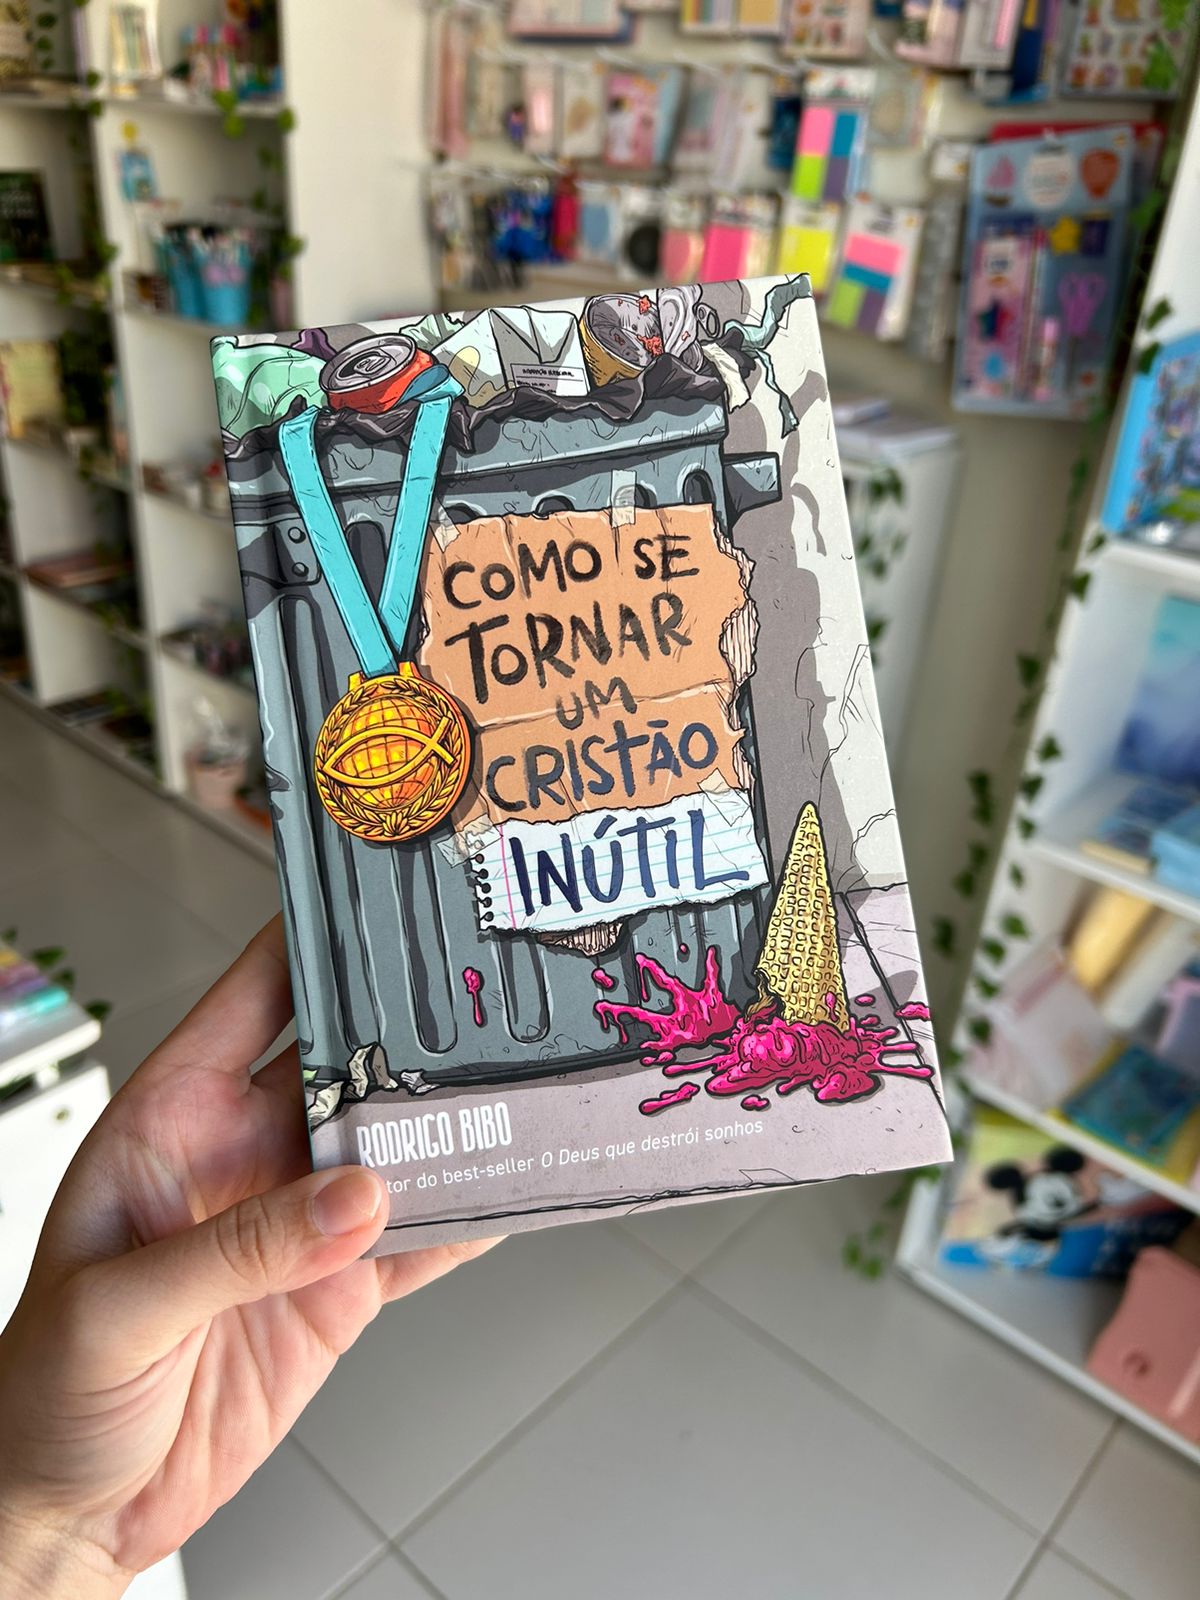 COMO SE
TORNAR
UM
CRISTÃO
INÚTIL
RODRIGO BIBO
tor do best-seller O Deus que destrói sonhos